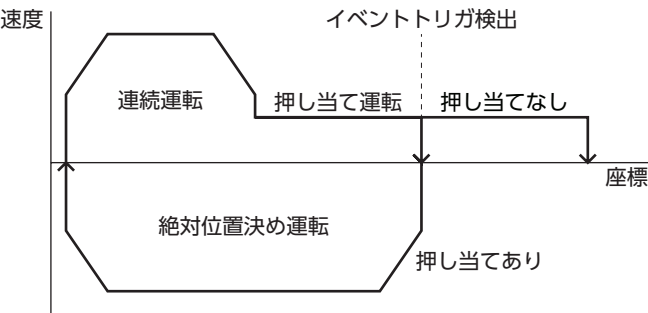 速度
イベントトリガ検出
連続運転
押し当て運転
押し当てなし
座標
絶対位置決め運転
押し当てあり